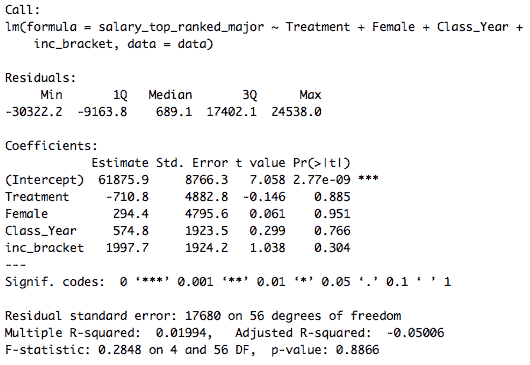 Call:
lm(formula = salary_top_ranked_major ~ Treatment + Female + Class_Year +
    inc_bracket, data = data)
Residuals:
     Min       1Q   Median       3Q      Max
-30322.2  -9163.8    689.1  17402.1  24538.0
Coefficients:
            Estimate Std. Error t value Pr(>|t|)
(Intercept)  61875.9     8766.3   7.058 2.77e-09 ***
Treatment     -710.8     4882.8  -0.146    0.885
Female         294.4     4795.6   0.061    0.951
Class_Year     574.8     1923.5   0.299    0.766
inc_bracket   1997.7     1924.2   1.038    0.304
---
Signif. codes:  0 ‘***’ 0.001 ‘**’ 0.01 ‘*’ 0.05 ‘.’ 0.1 ‘ ’ 1
Residual standard error: 17680 on 56 degrees of freedom
Multiple R-squared:  0.01994,	Adjusted R-squared:  -0.05006
F-statistic: 0.2848 on 4 and 56 DF,  p-value: 0.8866